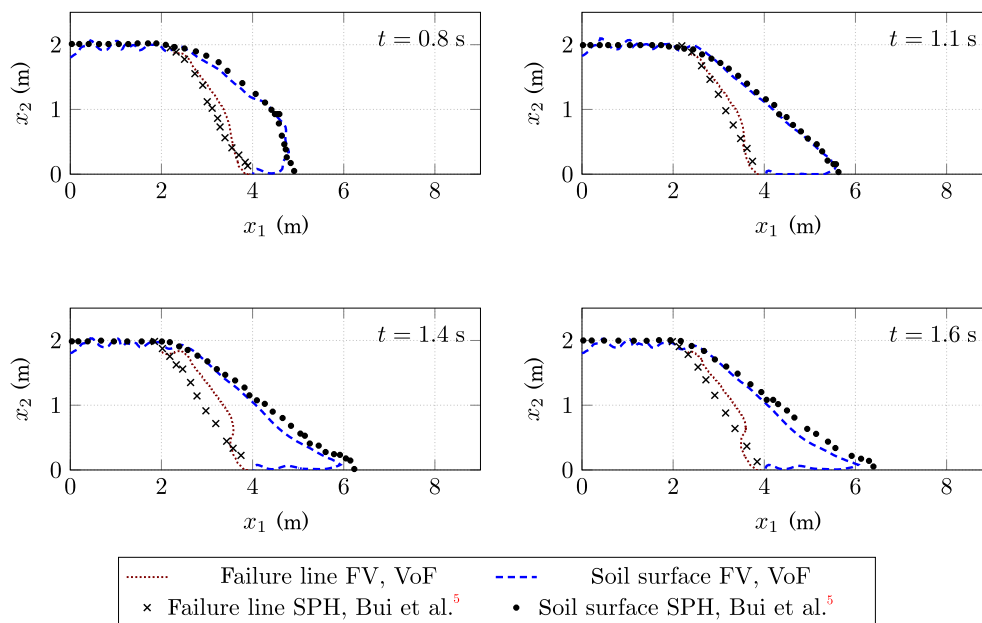 t = 0.8 s
x₂ (m)
2
1
0
0 2 4 6 8
x₁ (m)
t = 1.1 s
x₂ (m)
2
1
0
0 2 4 6 8
x₁ (m)
t = 1.4 s
x₂ (m)
2
1
0
0 2 4 6 8
x₁ (m)
t = 1.6 s
x₂ (m)
2
1
0
0 2 4 6 8
x₁ (m)
Failure line FV, VoF Soil surface FV, VoF
Failure line SPH, Bui et al.⁵ Soil surface SPH, Bui et al.⁵